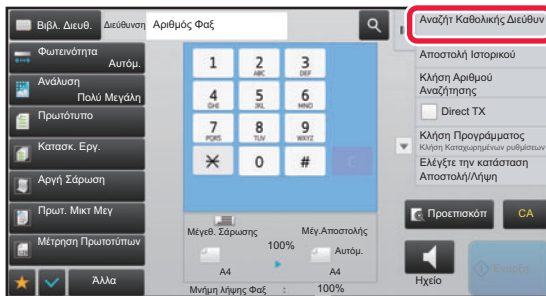 Βιβλ. Διευθ.
Διεύθυνση
Αριθμός Φαξ
Αναζήτ Καθολικής Διεύθυν
Φωτεινότητα
Αυτόμ.
Ανάλυση
Πολύ Μεγάλη
Πρωτότυπο
Κατασκ. Εργ.
Αργή Σάρωση
Πρωτ. Μικτ Μεγ
Μέτρηση Πρωτοτύπων
Άλλα
1
2 ABC
3 DEF
4 GHI
5 JKL
6 MNO
7 PQRS
8 TUV
9 WXYZ
0
#
C
Μέγεθ. Σάρωσης
Μέγ.Αποστολής
100%
Αυτόμ.
A4
A4
Μνήμη λήψης Φαξ : 100%
Αποστολή Ιστορικού
Κλήση Αριθμού
Αναζήτησης
Direct TX
Κλήση Προγράμματος
Κλήση Καταχωρημένων ρυθμίσεων
Ελέγξτε την κατάσταση
Αποστολή/Λήψη
Προεπισκόπ
CA
Ηχείο